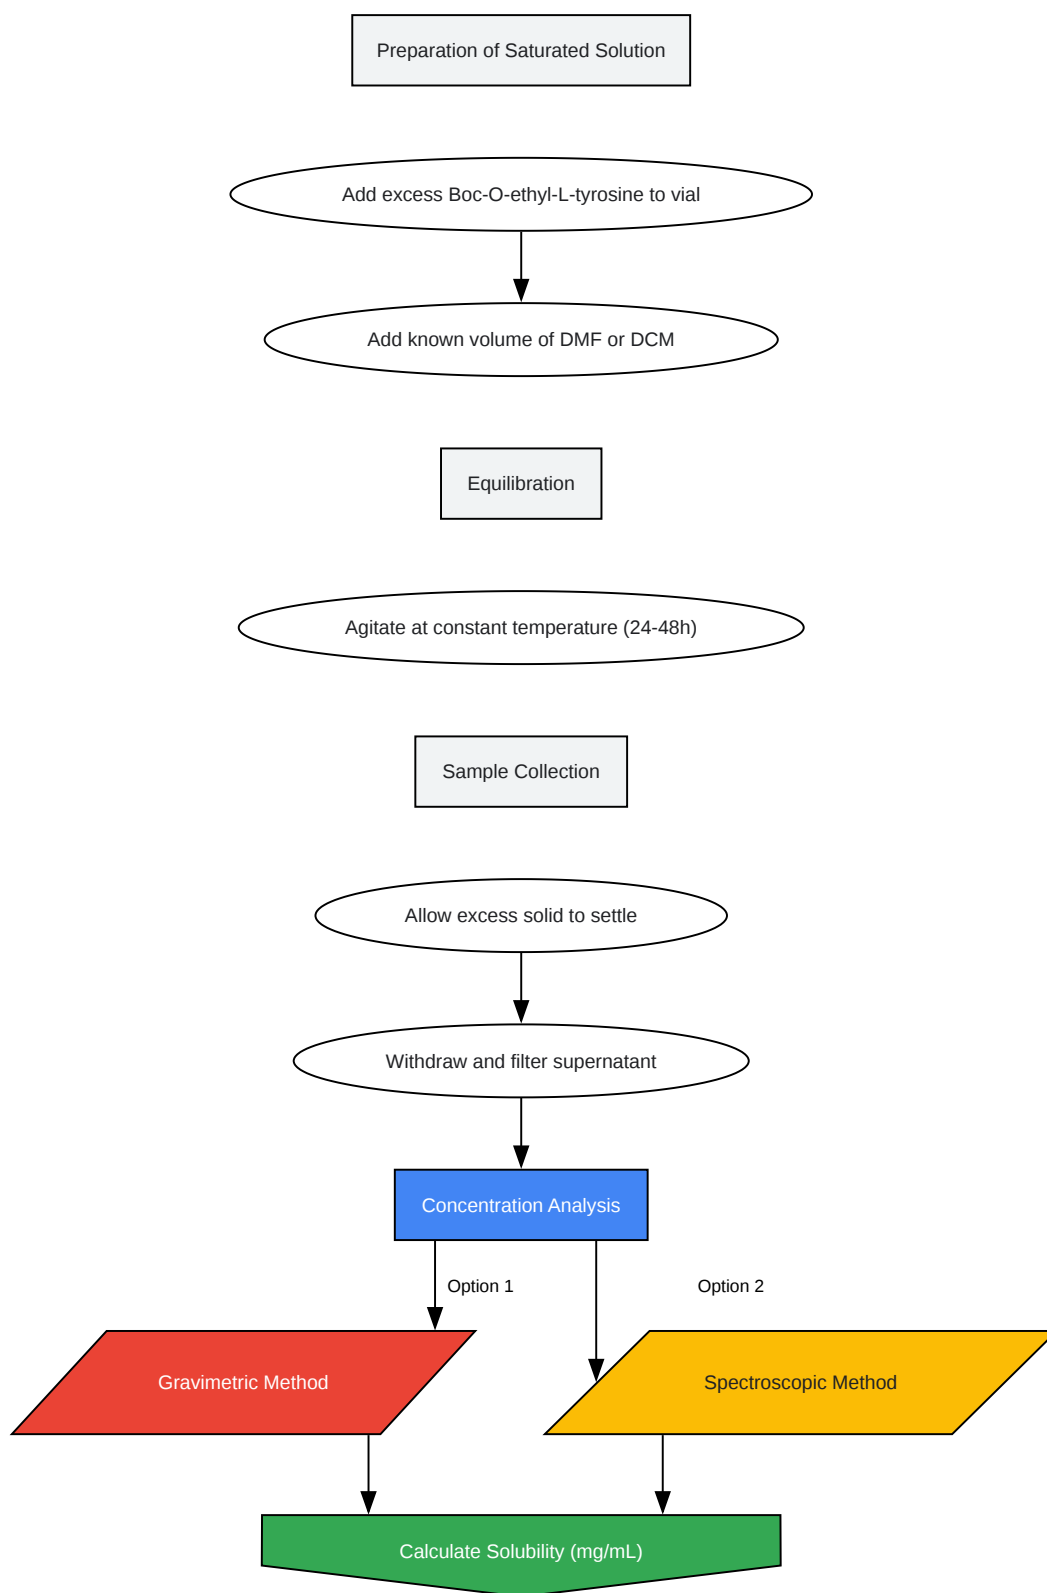 Preparation of Saturated Solution
Add excess Boc-O-ethyl-L-tyrosine to vial
Add known volume of DMF or DCM
Equilibration
Agitate at constant temperature (24-48h)
Sample Collection
Allow excess solid to settle
Withdraw and filter supernatant
Concentration Analysis
Option 1
Option 2
Gravimetric Method
Spectroscopic Method
Calculate Solubility (mg/mL)